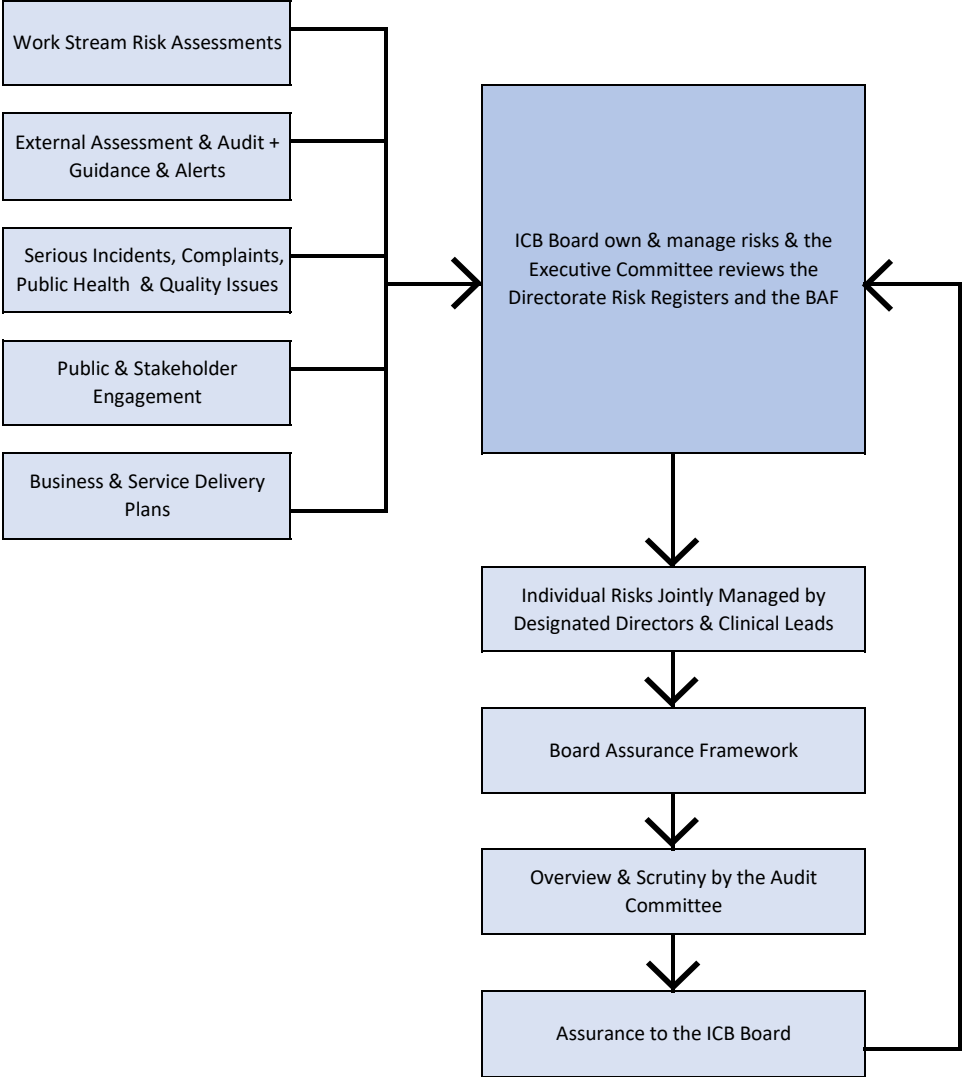 Work Stream Risk Assessments
External Assessment & Audit +
Guidance & Alerts
Serious Incidents, Complaints,
Public Health & Quality Issues
Public & Stakeholder
Engagement
Business & Service Delivery
Plans
ICB Board own & manage risks & the
Executive Committee reviews the
Directorate Risk Registers and the BAF
Individual Risks Jointly Managed by
Designated Directors & Clinical Leads
Board Assurance Framework
Overview & Scrutiny by the Audit
Committee
Assurance to the ICB Board